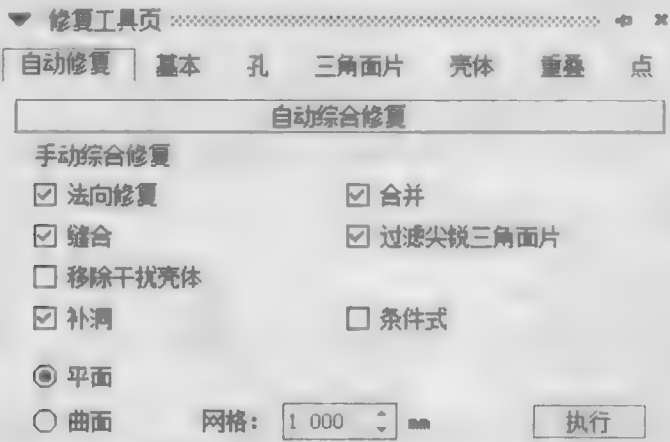 修复工具页
自动修复 基本 孔 三角面片 壳体 重叠 点
自动综合修复
手动综合修复
法向修复 合并
缝合 过滤尖锐三角面片
移除干扰壳体
补洞 条件式
平面
曲面 网格: 1 000 mm 执行